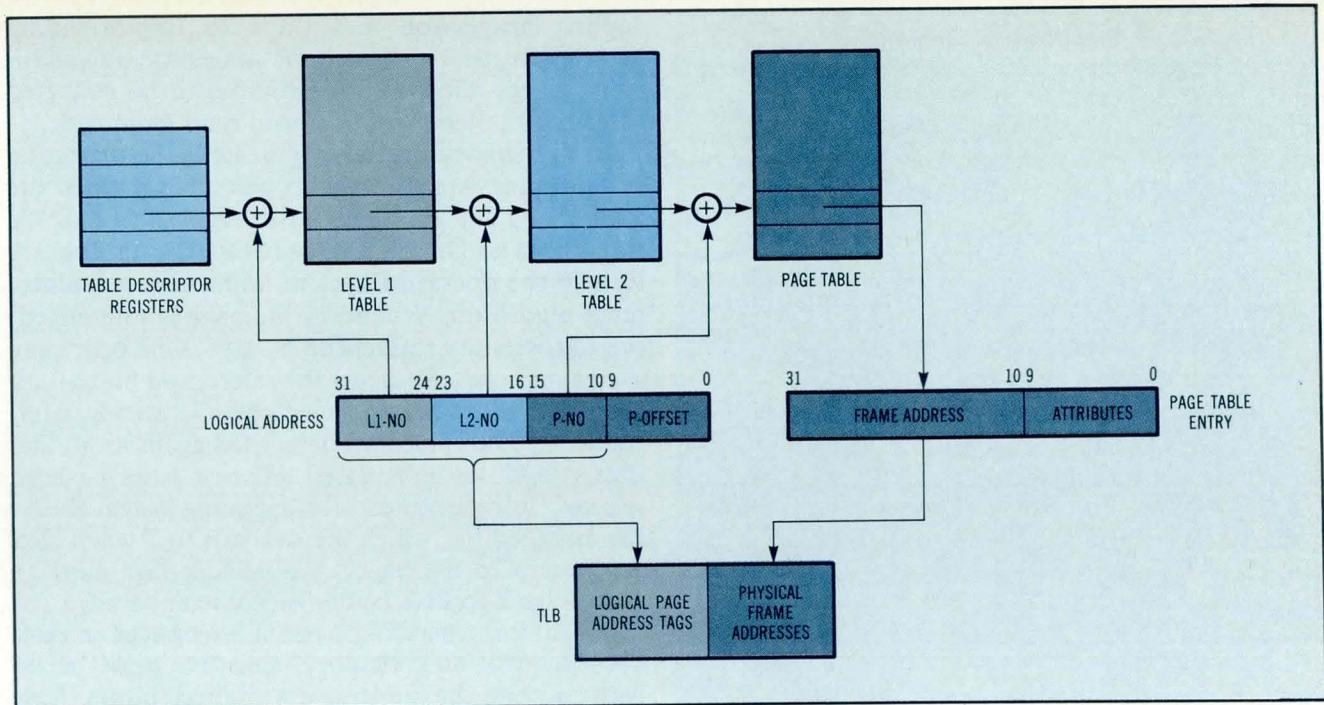 TABLE DESCRIPTOR
REGISTERS
LEVEL 1
TABLE
LEVEL 2
TABLE
PAGE TABLE
31 24 23 16 15 10 9 0
LOGICAL ADDRESS L1-NO L2-NO P-NO P-OFFSET
31 10 9 0
FRAME ADDRESS ATTRIBUTES
PAGE TABLE
ENTRY
TLB
LOGICAL PAGE
ADDRESS TAGS
PHYSICAL
FRAME
ADDRESSES